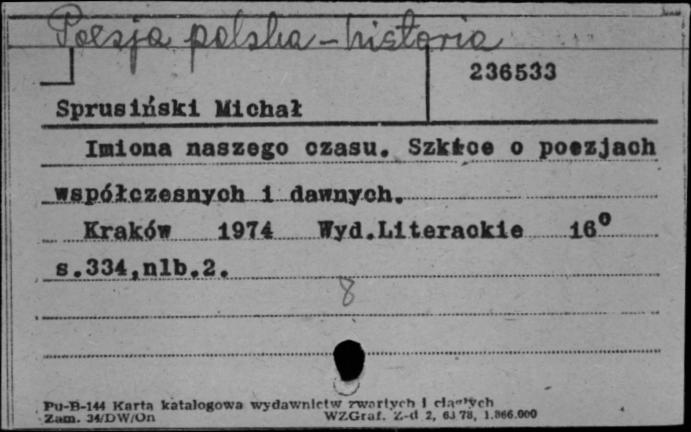 Poezja polska – historia
236533
Sprusiński Michał
Imiona naszego czasu. Szkice o poezjach
współczesnych i dawnych.
Kraków 1974 Wyd.Literackie 16⁰
s.334,nlb.2.
8
Pu-B-144 Karta katalogowa wydawnictw zwartych i ciągłych
Zam. 34/DW/On WZGraf. Z-d 2, 63 78, 1.866.000